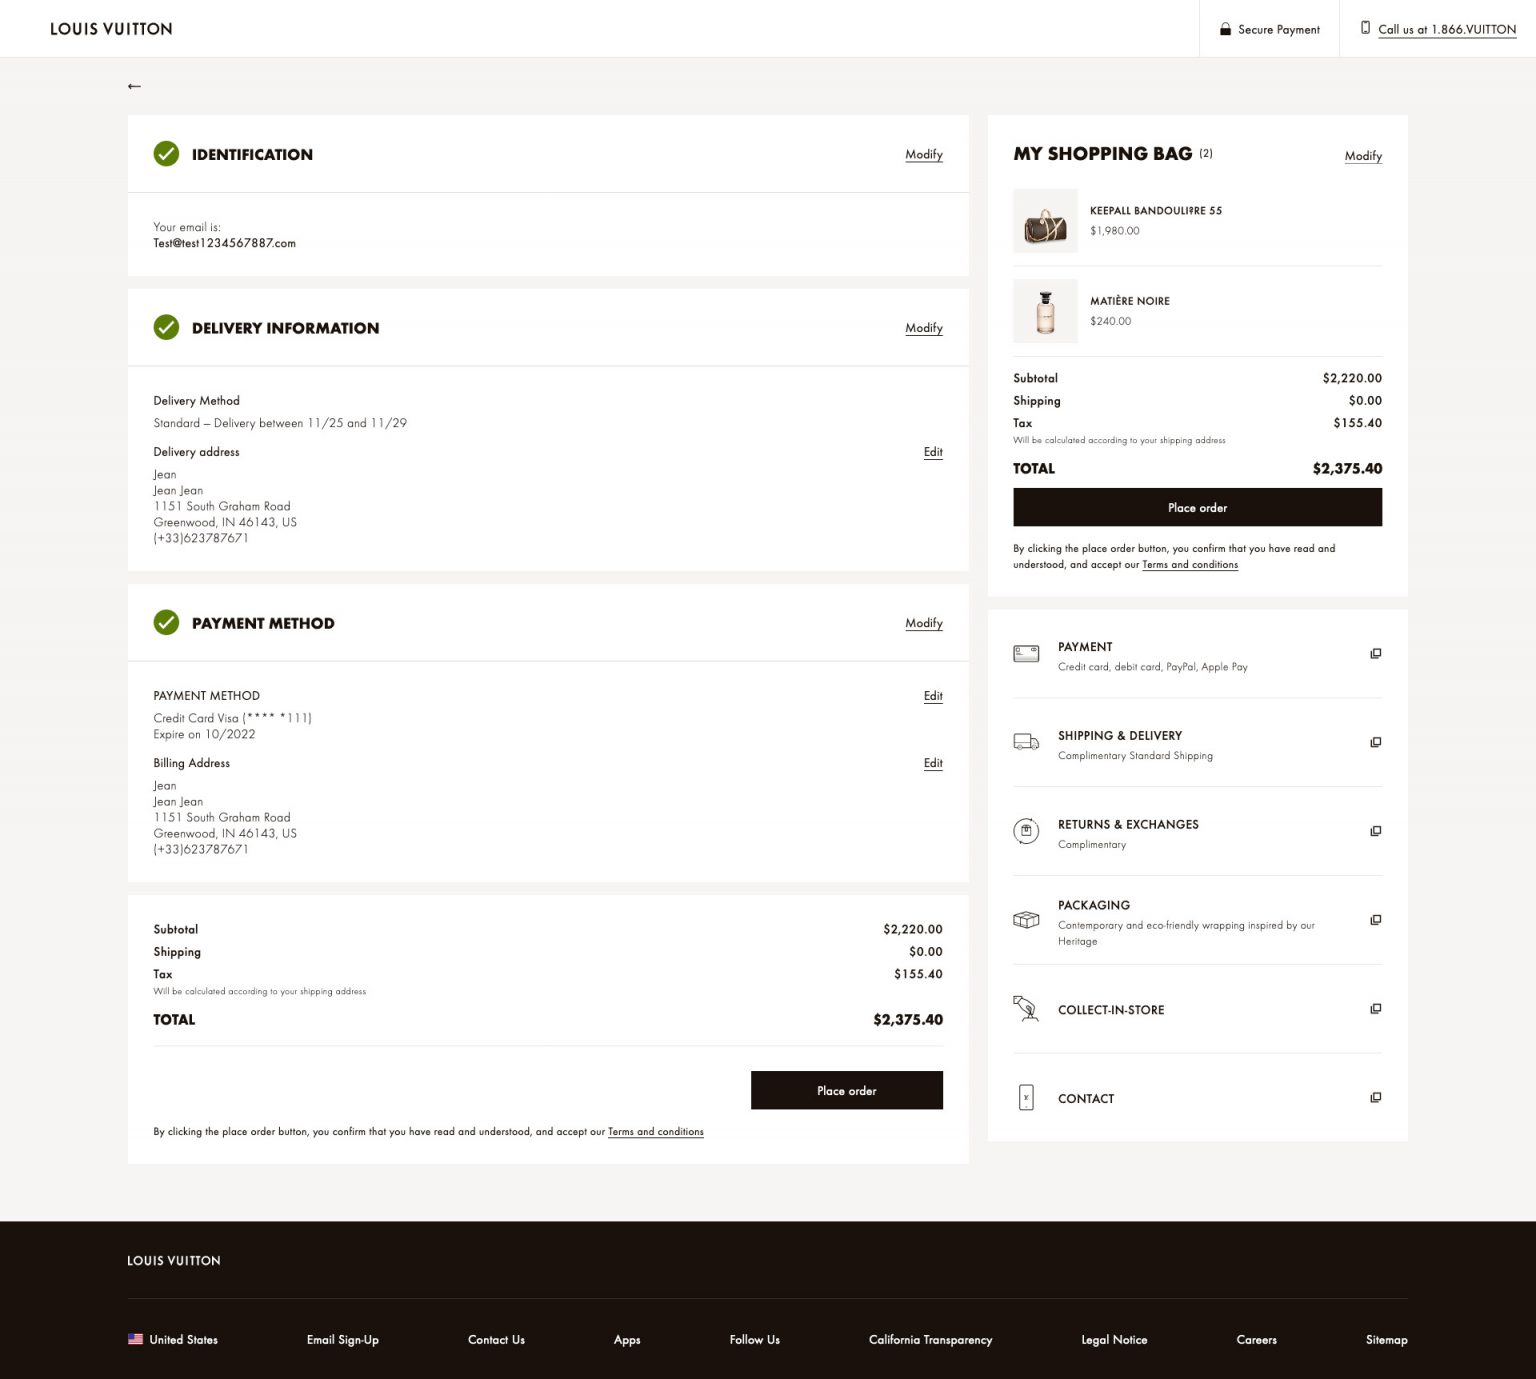 LOUIS VUITTON
Secure Payment
Call us at 1.866.VUITTON
←
IDENTIFICATION
Modify
Your email is:
Test@test1234567887.com
DELIVERY INFORMATION
Modify
Delivery Method
Standard – Delivery between 11/25 and 11/29
Delivery address
Edit
Jean
Jean Jean
1151 South Graham Road
Greenwood, IN 46143, US
(+33)623787671
PAYMENT METHOD
Modify
PAYMENT METHOD
Edit
Credit Card Visa (**** *111)
Expire on 10/2022
Billing Address
Edit
Jean
Jean Jean
1151 South Graham Road
Greenwood, IN 46143, US
(+33)623787671
Subtotal $2,220.00
Shipping $0.00
Tax $155.40
Will be calculated according to your shipping address
TOTAL $2,375.40
Place order
By clicking the place order button, you confirm that you have read and understood, and accept our Terms and conditions
MY SHOPPING BAG (2)
Modify
KEEPALL BANDOULI?RE 55
$1,980.00
MATIÈRE NOIRE
$240.00
Subtotal $2,220.00
Shipping $0.00
Tax $155.40
Will be calculated according to your shipping address
TOTAL $2,375.40
Place order
By clicking the place order button, you confirm that you have read and
understood, and accept our Terms and conditions
PAYMENT
Credit card, debit card, PayPal, Apple Pay
SHIPPING & DELIVERY
Complimentary Standard Shipping
RETURNS & EXCHANGES
Complimentary
PACKAGING
Contemporary and eco-friendly wrapping inspired by our
Heritage
COLLECT-IN-STORE
CONTACT
LOUIS VUITTON
United States
Email Sign-Up
Contact Us
Apps
Follow Us
California Transparency
Legal Notice
Careers
Sitemap